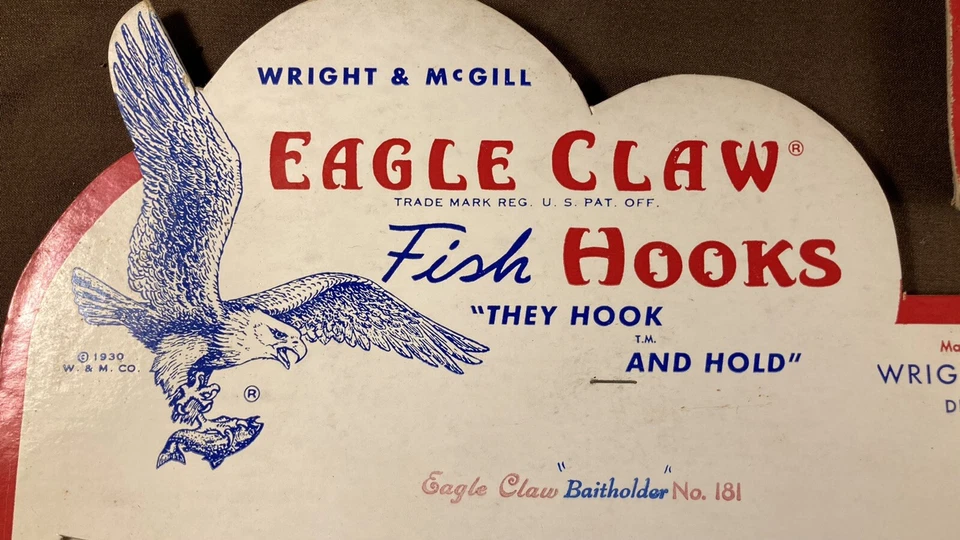 WRIGHT & McGILL
EAGLE CLAW®
TRADE MARK REG. U. S. PAT. OFF.
Fish HOOKS
"THEY HOOK
T.M.
AND HOLD"
© 1930
W. & M. CO.
®
WRIG
Eagle Claw "Baitholder" No. 181